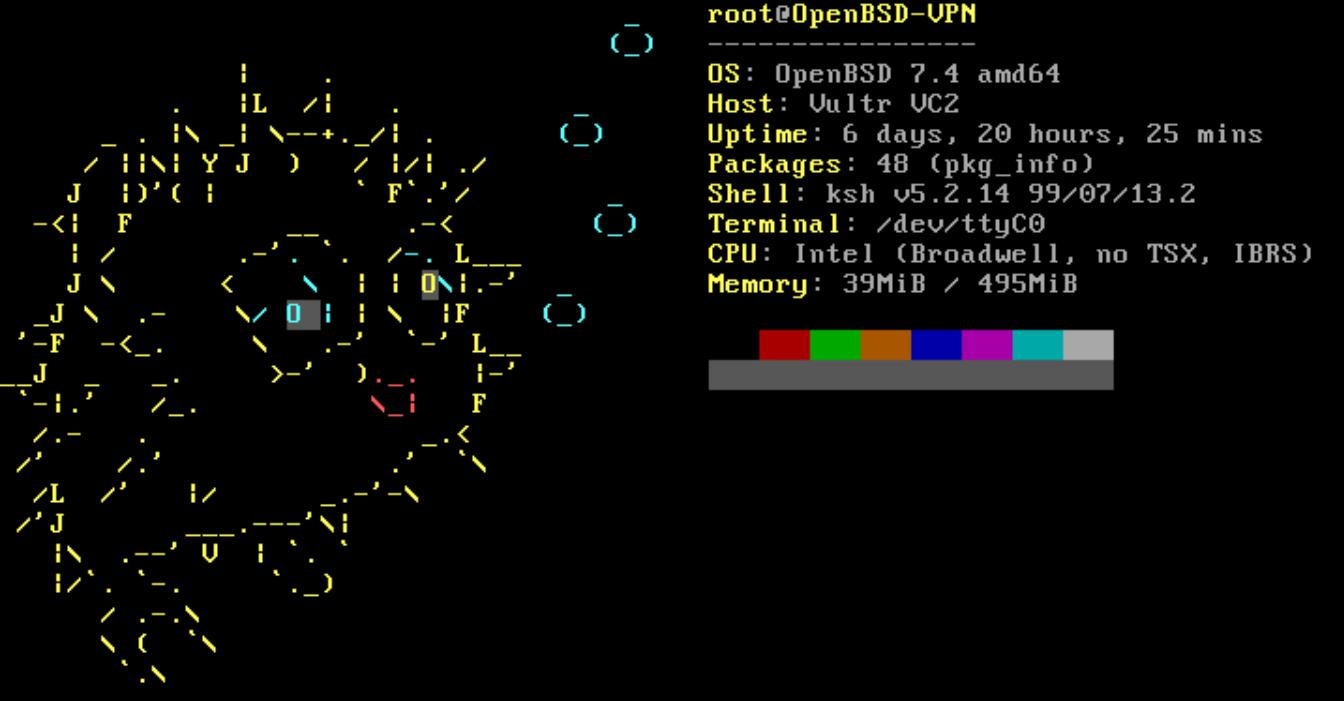 root@OpenBSD-VPN
----------------
OS: OpenBSD 7.4 amd64
Host: Vultr VC2
Uptime: 6 days, 20 hours, 25 mins
Packages: 48 (pkg_info)
Shell: ksh v5.2.14 99/07/13.2
Terminal: /dev/ttyC0
CPU: Intel (Broadwell, no TSX, IBRS)
Memory: 39MiB / 495MiB